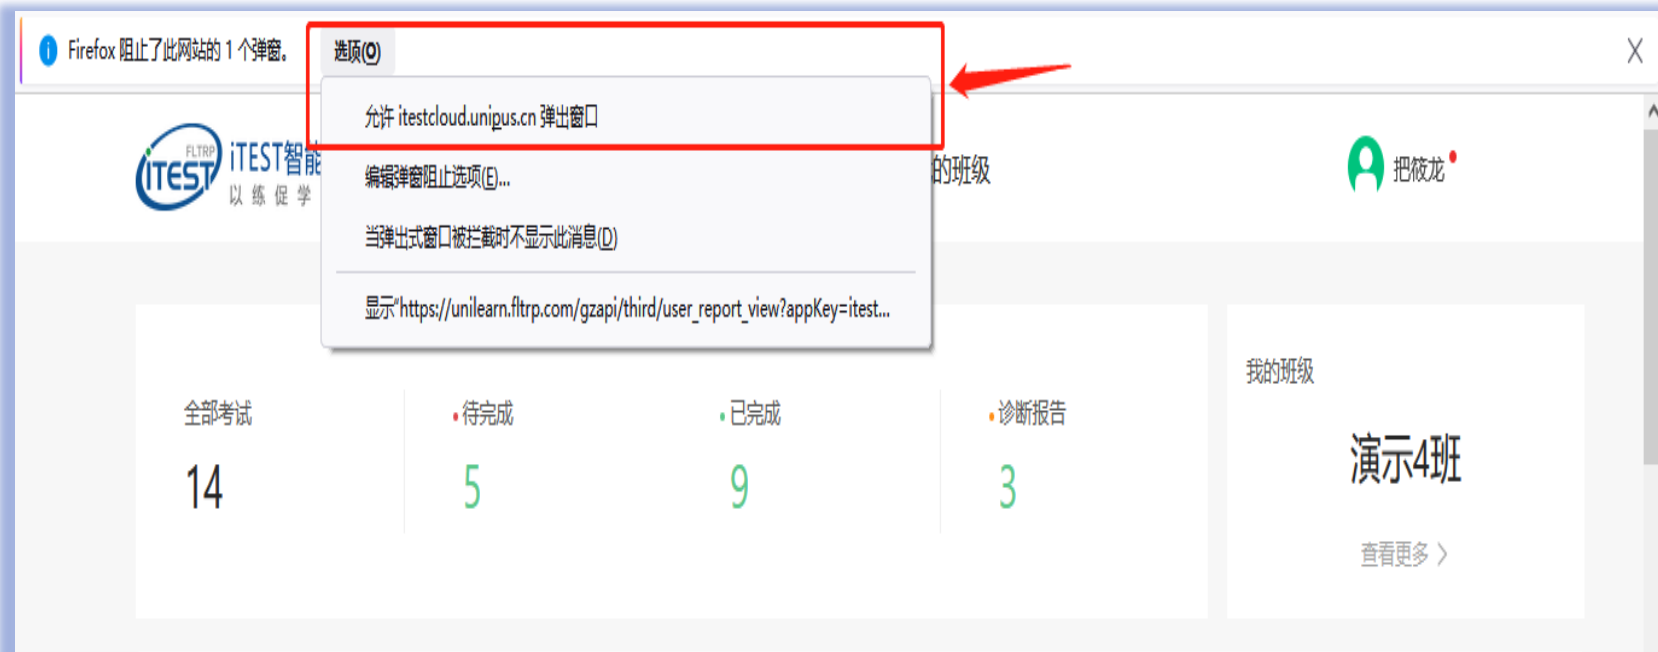 Firefox 阻止了此网站的 1 个弹窗。 选项(O)
允许 itestcloud.unipus.cn 弹出窗口
编辑弹窗阻止选项(E)...
当弹出式窗口被拦截时不显示此消息(D)
显示“https://unilearn.fltrp.com/gzapi/third/user_report_view?appKey=itest...
FLTRP
iTEST
iTEST智能
以 练 促 学
的班级
把筱龙
全部考试
14
待完成
5
已完成
9
诊断报告
3
我的班级
演示4班
查看更多